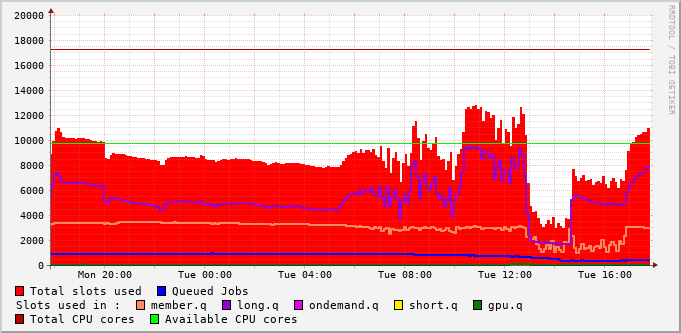 20000
18000
16000
14000
12000
10000
8000
6000
4000
2000
0
Mon 20:00 Tue 00:00 Tue 04:00 Tue 08:00 Tue 12:00 Tue 16:00
RRDTOOL / TOBI OETIKER
Total slots used Queued Jobs
Slots used in : member.q long.q ondemand.q short.q gpu.q
Total CPU cores Available CPU cores